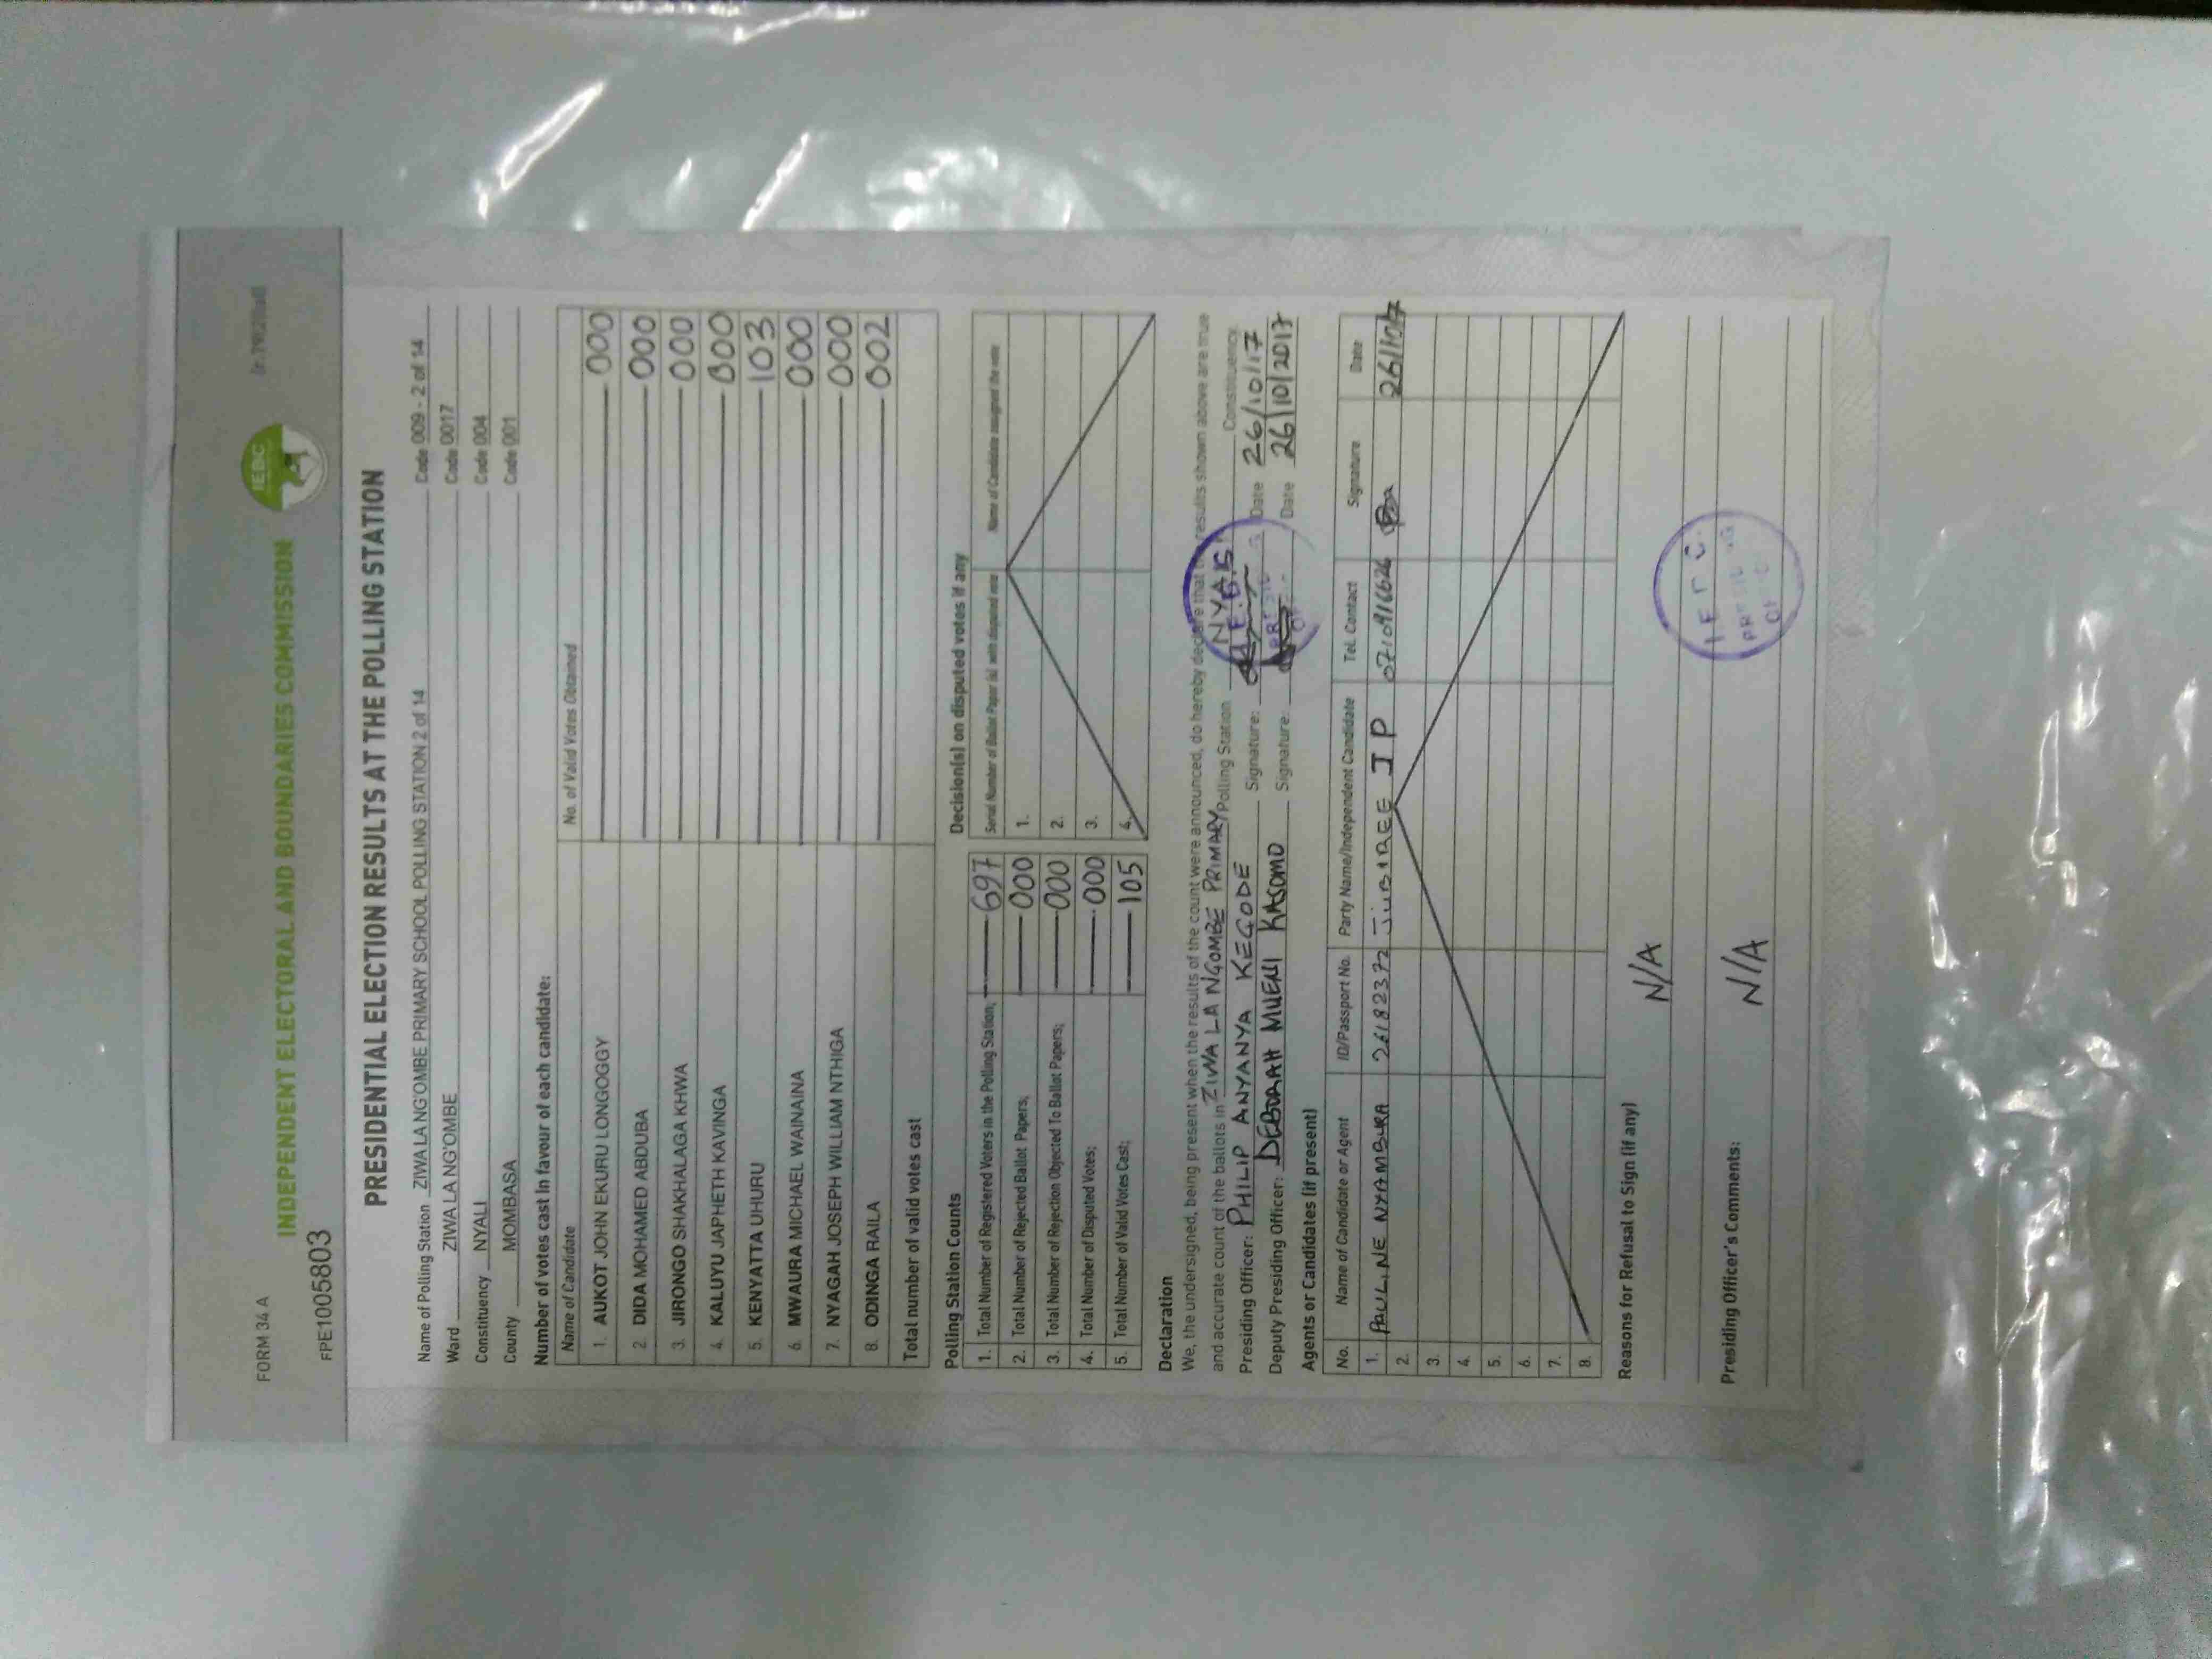 FORM 34 A
INDEPENDENT ELECTORAL AND BOUNDARIES COMMISSION
IEBC
FPE1005803
PRESIDENTIAL ELECTION RESULTS AT THE POLLING STATION
Name of Polling Station ZIWA LA NG'OMBE PRIMARY SCHOOL POLLING STATION 2 of 14 Code 009 - 2 of 14
Ward ZIWA LA NG'OMBE Code 0017
Constituency NYALI Code 004
County MOMBASA Code 001
Number of votes cast in favour of each candidate:
Name of Candidate No. of Valid Votes Obtained
1. AUKOT JOHN EKURU LONGOGGY 000
2. DIDA MOHAMED ABDUBA 000
3. JIRONGO SHAKHALAGA KHWA 000
4. KALUYU JAPHETH KAVINGA 000
5. KENYATTA UHURU 103
6. MWAURA MICHAEL WAINAINA 000
7. NYAGAH JOSEPH WILLIAM NTHIGA 000
8. ODINGA RAILA 002
Total number of valid votes cast
Polling Station Counts Decision(s) on disputed votes if any
Serial Number of Ballot Paper (s) with disputed vote Name of Candidate assigned the vote
1. Total Number of Registered Voters in the Polling Station; 697 1.
2. Total Number of Rejected Ballot Papers; 000 2.
3. Total Number of Rejection Objected To Ballot Papers; 000 3.
4. Total Number of Disputed Votes; 000 4.
5. Total Number of Valid Votes Cast; 105
Declaration
We, the undersigned, being present when the results of the count were announced, do hereby declare that the results shown above are true
and accurate count of the ballots in ZIWA LA NGOMBE PRIMARY Polling Station NYALI Constituency
Presiding Officer: PHILIP ANYANYA KEGODE Signature: Date 26/10/17
Deputy Presiding Officer: DEBORAH MUENI KASOMO Signature: Date 26/10/2017
Agents or Candidates (if present)
No. Name of Candidate or Agent ID/Passport No. Party Name/Independent Candidate Tel. Contact Signature Date
1. PAULINE NYAMBURA 26182372 JUBILEE JP 0710916626 26/10/17
2.
3.
4.
5.
6.
7.
8.
Reasons for Refusal to Sign (if any)
N/A
Presiding Officer's Comments:
N/A